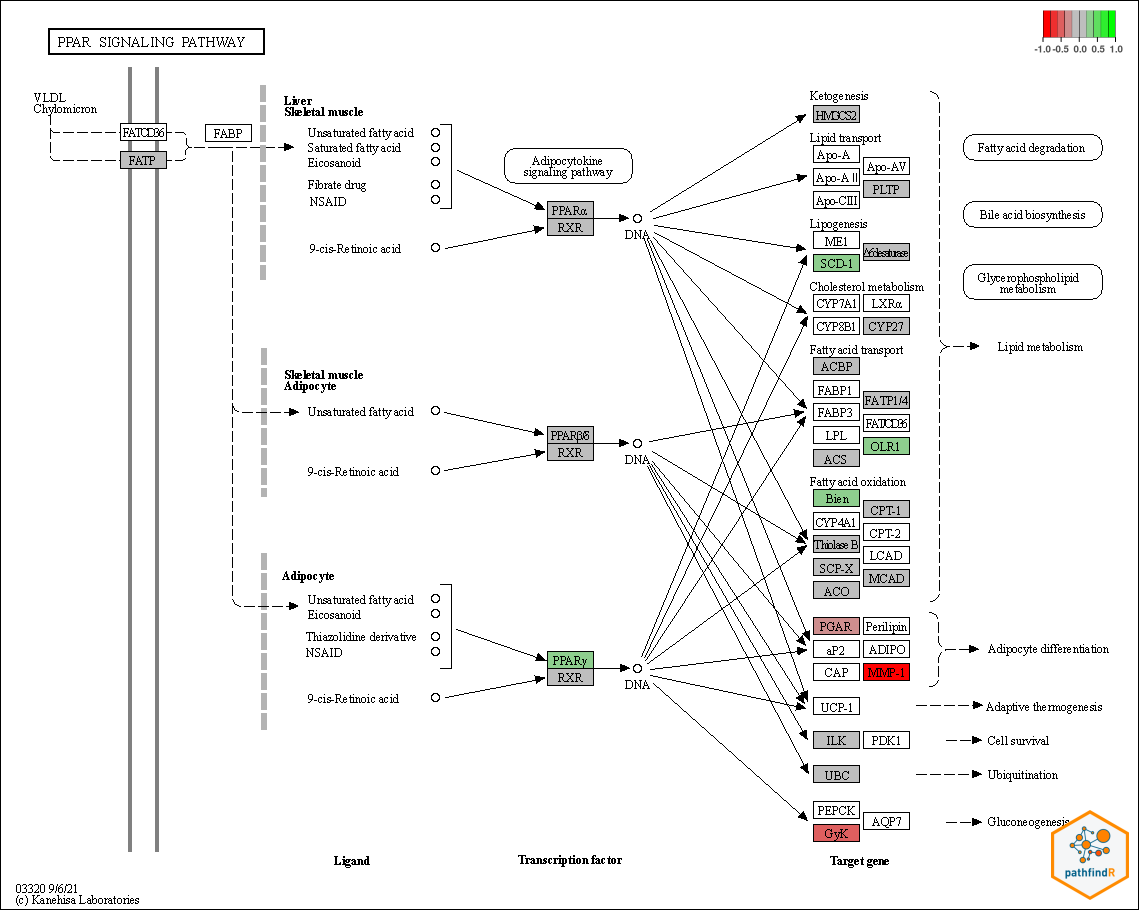 PPAR SIGNALING PATHWAY
-1.0 -0.5 0.0 0.5 1.0
VLDL
Chylomicron
FAT/CD36
FATP
FABP
Liver
Skeletal muscle
Unsaturated fatty acid
Saturated fatty acid
Eicosanoid
Fibrate drug
NSAID
9-cis-Retinoic acid
Adipocytokine
signaling pathway
PPARα
RXR
DNA
Skeletal muscle
Adipocyte
Unsaturated fatty acid
9-cis-Retinoic acid
PPARβ/δ
RXR
DNA
Adipocyte
Unsaturated fatty acid
Eicosanoid
Thiazolidine derivative
NSAID
9-cis-Retinoic acid
PPARγ
RXR
DNA
Ketogenesis
HMGCS2
Lipid transport
Apo-A
Apo-AV
Apo-AII
PLTP
Apo-CIII
Lipogenesis
ME1
Δ6desaturase
SCD-1
Cholesterol metabolism
CYP7A1
LXRα
CYP8B1
CYP27
Fatty acid transport
ACBP
FABP1
FATP1/4
FABP3
FAT/CD36
LPL
OLR1
ACS
Fatty acid oxidation
Bien
CPT-1
CYP4A1
CPT-2
Thiolase B
LCAD
SCP-X
MCAD
ACO
PGAR
Perilipin
aP2
ADIPO
CAP
MMP-1
UCP-1
ILK
PDK1
UBC
PEPCK
AQP7
GyK
Fatty acid degradation
Bile acid biosynthesis
Glycerophospholipid
metabolism
Lipid metabolism
Adipocyte differentiation
Adaptive thermogenesis
Cell survival
Ubiquitination
Gluconeogenesis
Ligand
Transcription factor
Target gene
03320 9/6/21
(c) Kanehisa Laboratories
pathfindR